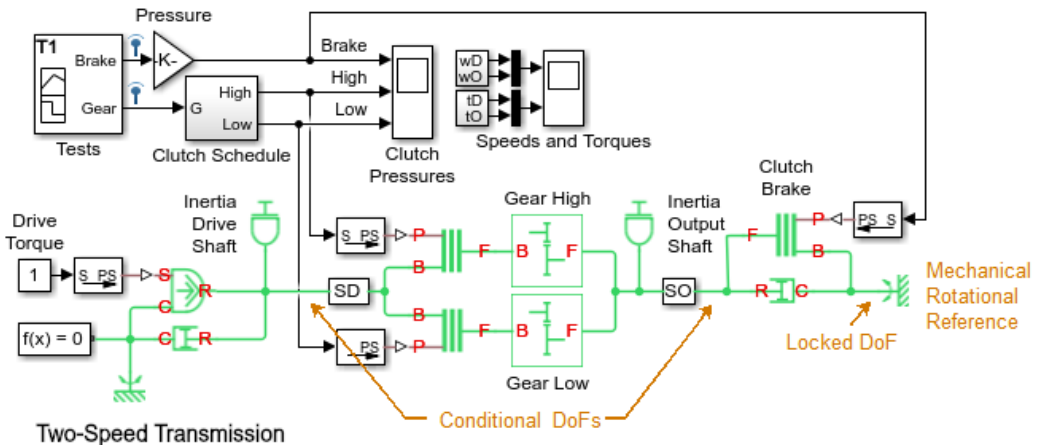 Pressure
T1
Brake
Gear
Tests
-K-
G
High
Low
Clutch Schedule
Brake
High
Low
Clutch
Pressures
wD
wO
tD
tO
Speeds and Torques
Clutch
Brake
Drive
Torque
1
S PS
S
C
R
Inertia
Drive
Shaft
f(x) = 0
C
R
SD
S PS
P
B
F
PS
P
B
F
Gear High
B
F
B
F
Gear Low
Inertia
Output
Shaft
SO
F
P
B
PS S
R
C
Mechanical
Rotational
Reference
Locked DoF
Conditional DoFs
Two-Speed Transmission